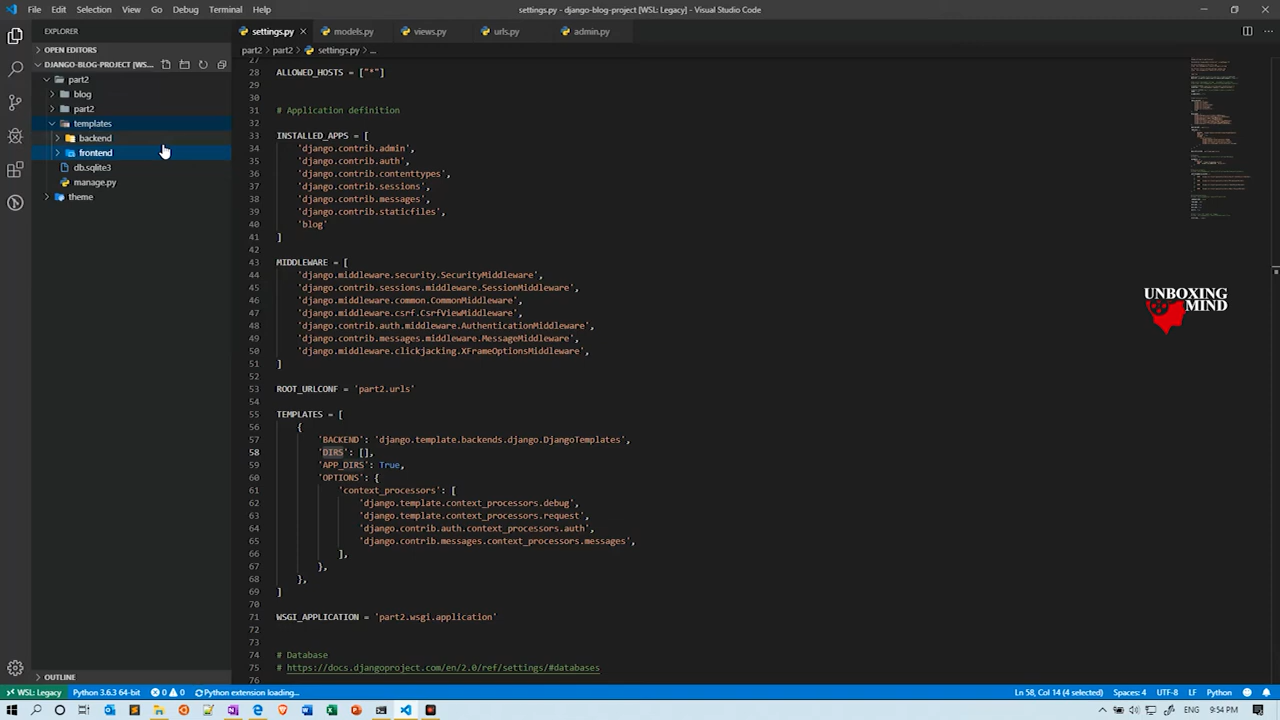 File Edit Selection View Go Debug Terminal Help
settings.py - django-blog-project [WSL: Legacy] - Visual Studio Code
EXPLORER
settings.py models.py views.py urls.py admin.py
OPEN EDITORS
part2 > part2 > settings.py > ...
DJANGO-BLOG-PROJECT [WS...
part2
blog
part2
templates
backend
frontend
db.sqlite3
manage.py
theme
27
28 ALLOWED_HOSTS = ["*"]
29
30
31 # Application definition
32
33 INSTALLED_APPS = [
34 'django.contrib.admin',
35 'django.contrib.auth',
36 'django.contrib.contenttypes',
37 'django.contrib.sessions',
38 'django.contrib.messages',
39 'django.contrib.staticfiles',
40 'blog'
41 ]
42
43 MIDDLEWARE = [
44 'django.middleware.security.SecurityMiddleware',
45 'django.contrib.sessions.middleware.SessionMiddleware',
46 'django.middleware.common.CommonMiddleware',
47 'django.middleware.csrf.CsrfViewMiddleware',
48 'django.contrib.auth.middleware.AuthenticationMiddleware',
49 'django.contrib.messages.middleware.MessageMiddleware',
50 'django.middleware.clickjacking.XFrameOptionsMiddleware',
51 ]
52
53 ROOT_URLCONF = 'part2.urls'
54
55 TEMPLATES = [
56 {
57 'BACKEND': 'django.template.backends.django.DjangoTemplates',
58 'DIRS': [],
59 'APP_DIRS': True,
60 'OPTIONS': {
61 'context_processors': [
62 'django.template.context_processors.debug',
63 'django.template.context_processors.request',
64 'django.contrib.auth.context_processors.auth',
65 'django.contrib.messages.context_processors.messages',
66 ],
67 },
68 },
69 ]
70
71 WSGI_APPLICATION = 'part2.wsgi.application'
72
73
74 # Database
75 # https://docs.djangoproject.com/en/2.0/ref/settings/#databases
76
UNBOXING
MIND
OUTLINE
WSL: Legacy Python 3.6.3 64-bit 0 0 Python extension loading...
Ln 58, Col 14 (4 selected) Spaces: 4 UTF-8 LF Python
ENG 9:54 PM